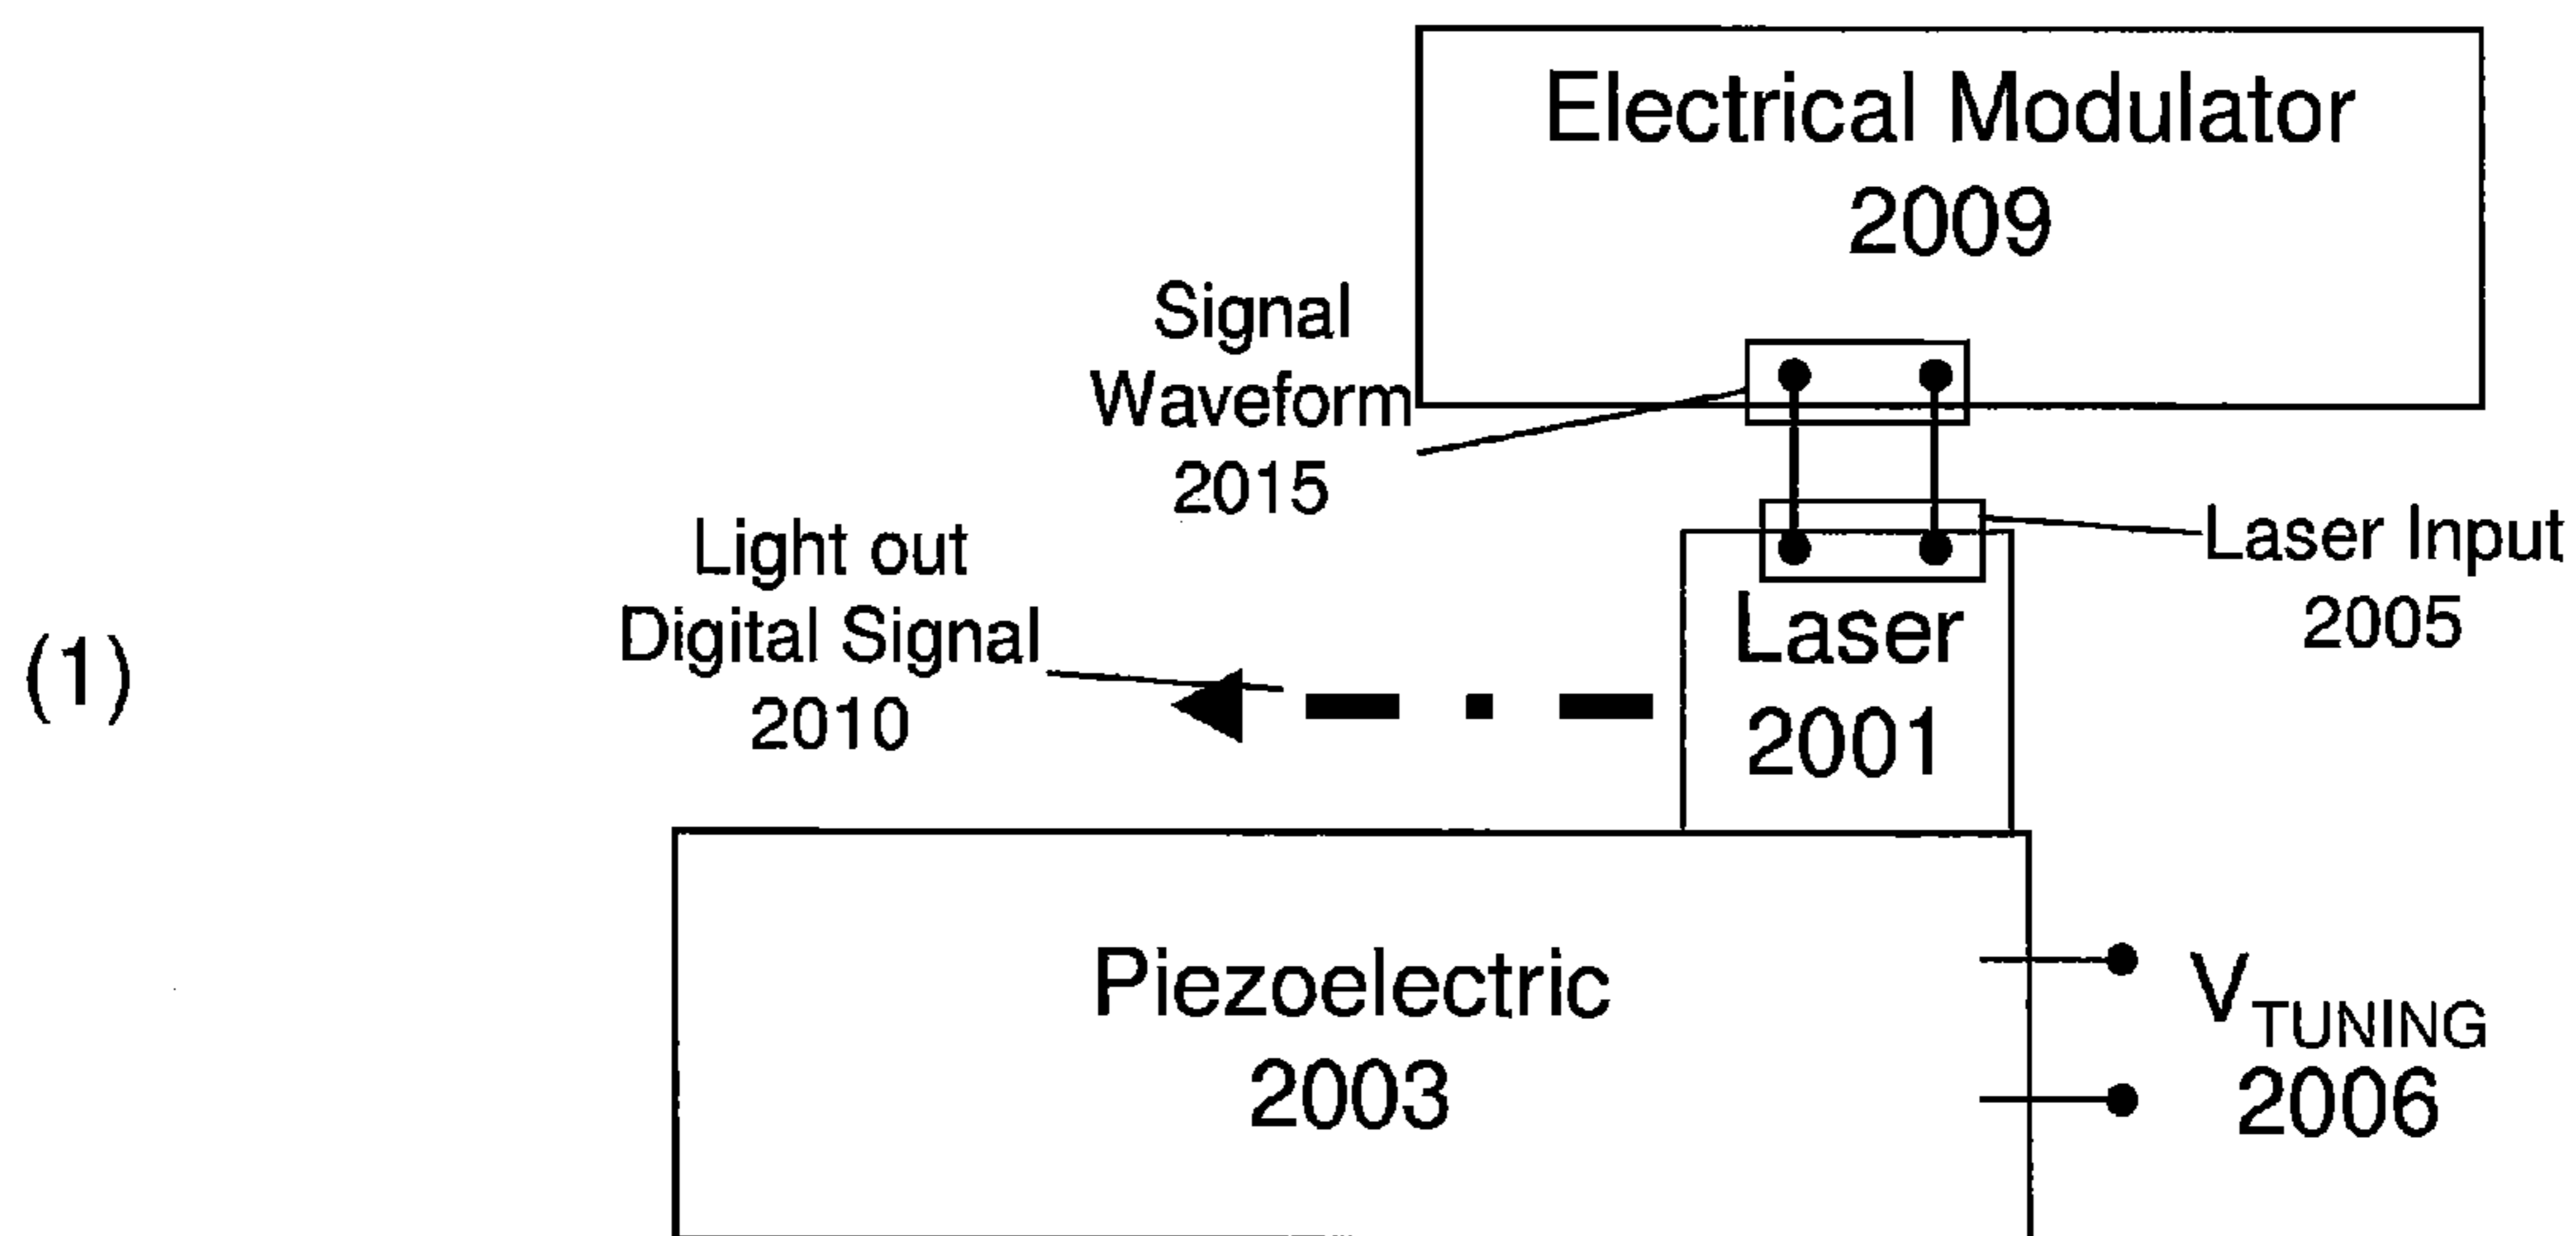 Electrical Modulator
2009
Signal
Waveform
2015
Light out
Digital Signal
2010
Laser Input
2005
Laser
2001
(1)
Piezoelectric
2003
VTUNING
2006